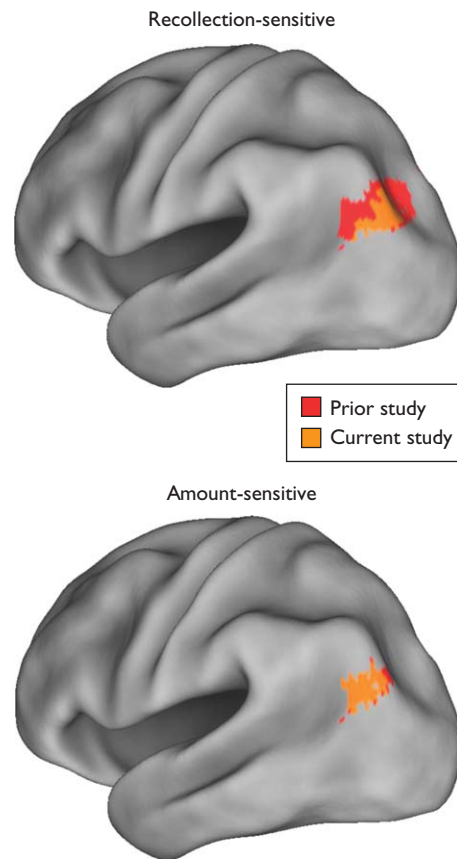 Recollection-sensitive
Prior study
Current study
Amount-sensitive